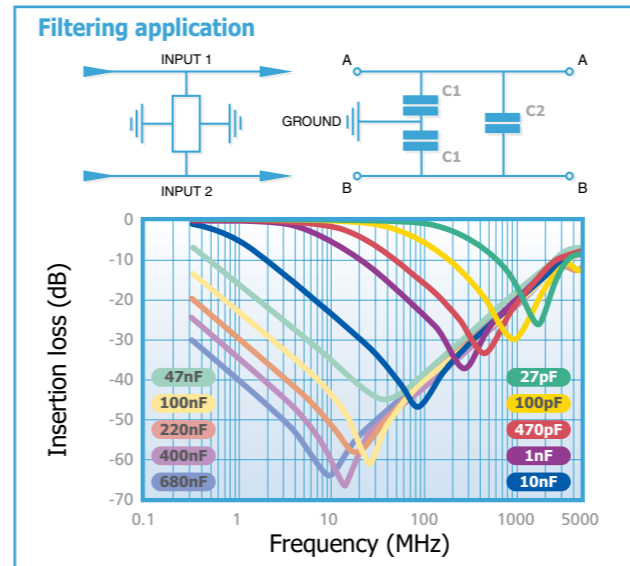 Filtering application
INPUT 1
INPUT 2
A A
C1
C2
GROUND
C1
B B
Insertion loss (dB)
0
-10
-20
-30
-40
-50
-60
-70
47nF
100nF
220nF
400nF
680nF
27pF
100pF
470pF
1nF
10nF
0.1 1 10 100 1000 5000
Frequency (MHz)